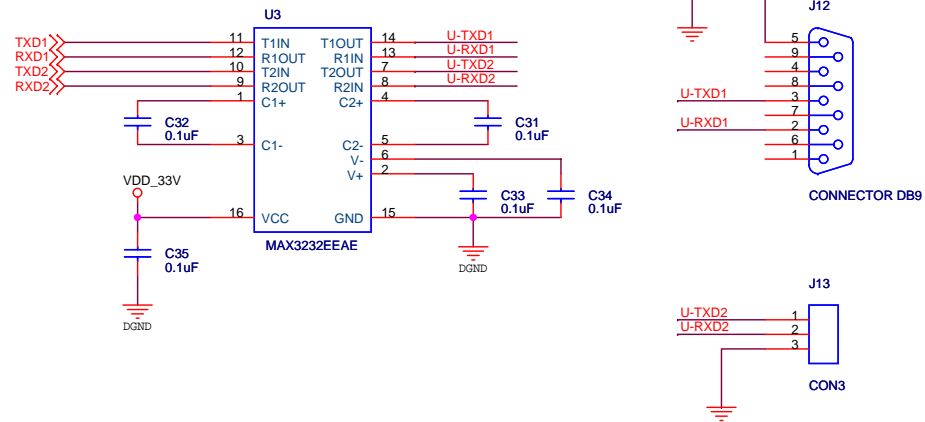 U3
J12
TXD1 11 T1IN T1OUT 14 U-TXD1
RXD1 12 R1OUT R1IN 13 U-RXD1
TXD2 10 T2IN T2OUT 7 U-TXD2
RXD2 9 R2OUT R2IN 8 U-RXD2
1 C1+ C2+ 4
C32
0.1uF
C31
0.1uF
3 C1- C2- 5
V- 6
V+ 2
VDD_33V
C33
0.1uF
C34
0.1uF
16 VCC GND 15
MAX3232EEAE
C35
0.1uF
DGND
DGND
5
9
4
8
U-TXD1 3
7
U-RXD1 2
6
1
CONNECTOR DB9
J13
U-TXD2 1
U-RXD2 2
3
CON3